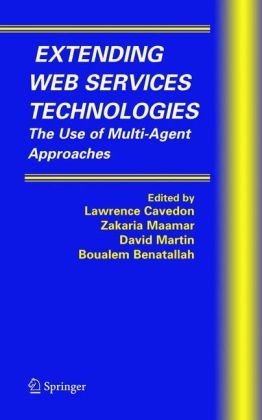 EXTENDING
WEB SERVICES
TECHNOLOGIES
The Use of Multi-Agent
Approaches
Edited by
Lawrence Cavedon
Zakaria Maamar
David Martin
Boualem Benatallah
Springer